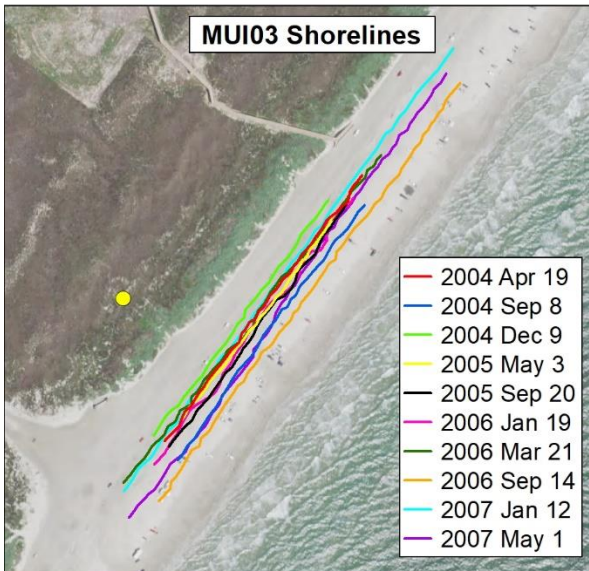 MUI03 Shorelines
2004 Apr 19
2004 Sep 8
2004 Dec 9
2005 May 3
2005 Sep 20
2006 Jan 19
2006 Mar 21
2006 Sep 14
2007 Jan 12
2007 May 1